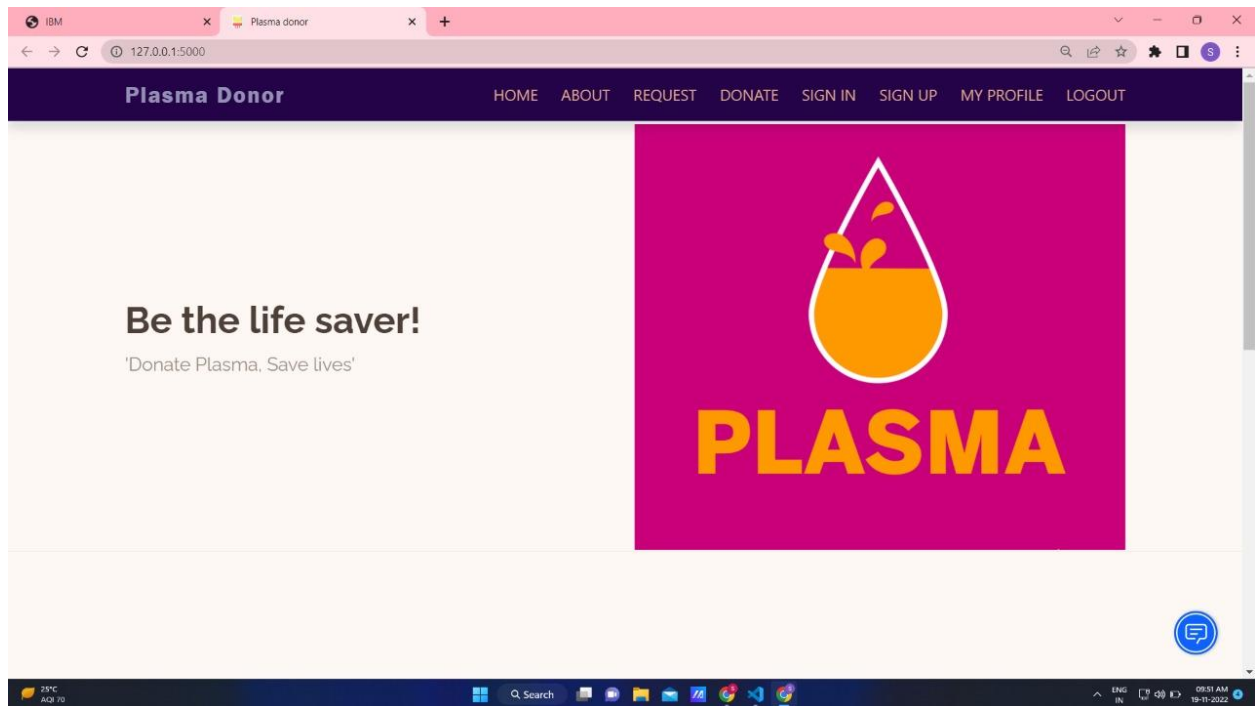 IBM
Plasma donor
127.0.0.1:5000
S
Plasma Donor
HOME ABOUT REQUEST DONATE SIGN IN SIGN UP MY PROFILE LOGOUT
Be the life saver!
'Donate Plasma, Save lives'
PLASMA
25°C
AQI 70
Search
ENG
IN
09:51 AM
19-11-2022